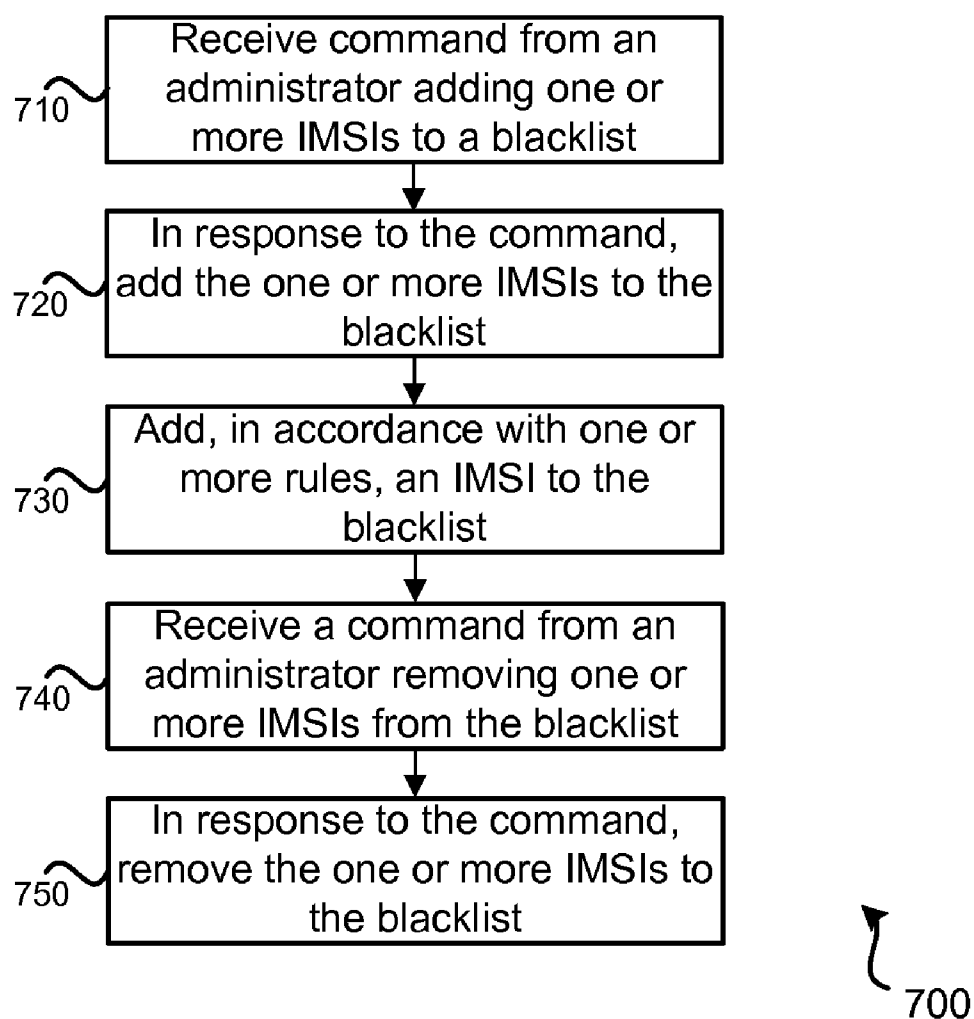 Receive command from an
administrator adding one or
more IMSIs to a blacklist
710
In response to the command,
add the one or more IMSIs to the
blacklist
720
Add, in accordance with one or
more rules, an IMSI to the
blacklist
730
Receive a command from an
administrator removing one or
more IMSIs from the blacklist
740
In response to the command,
remove the one or more IMSIs to
the blacklist
750
700